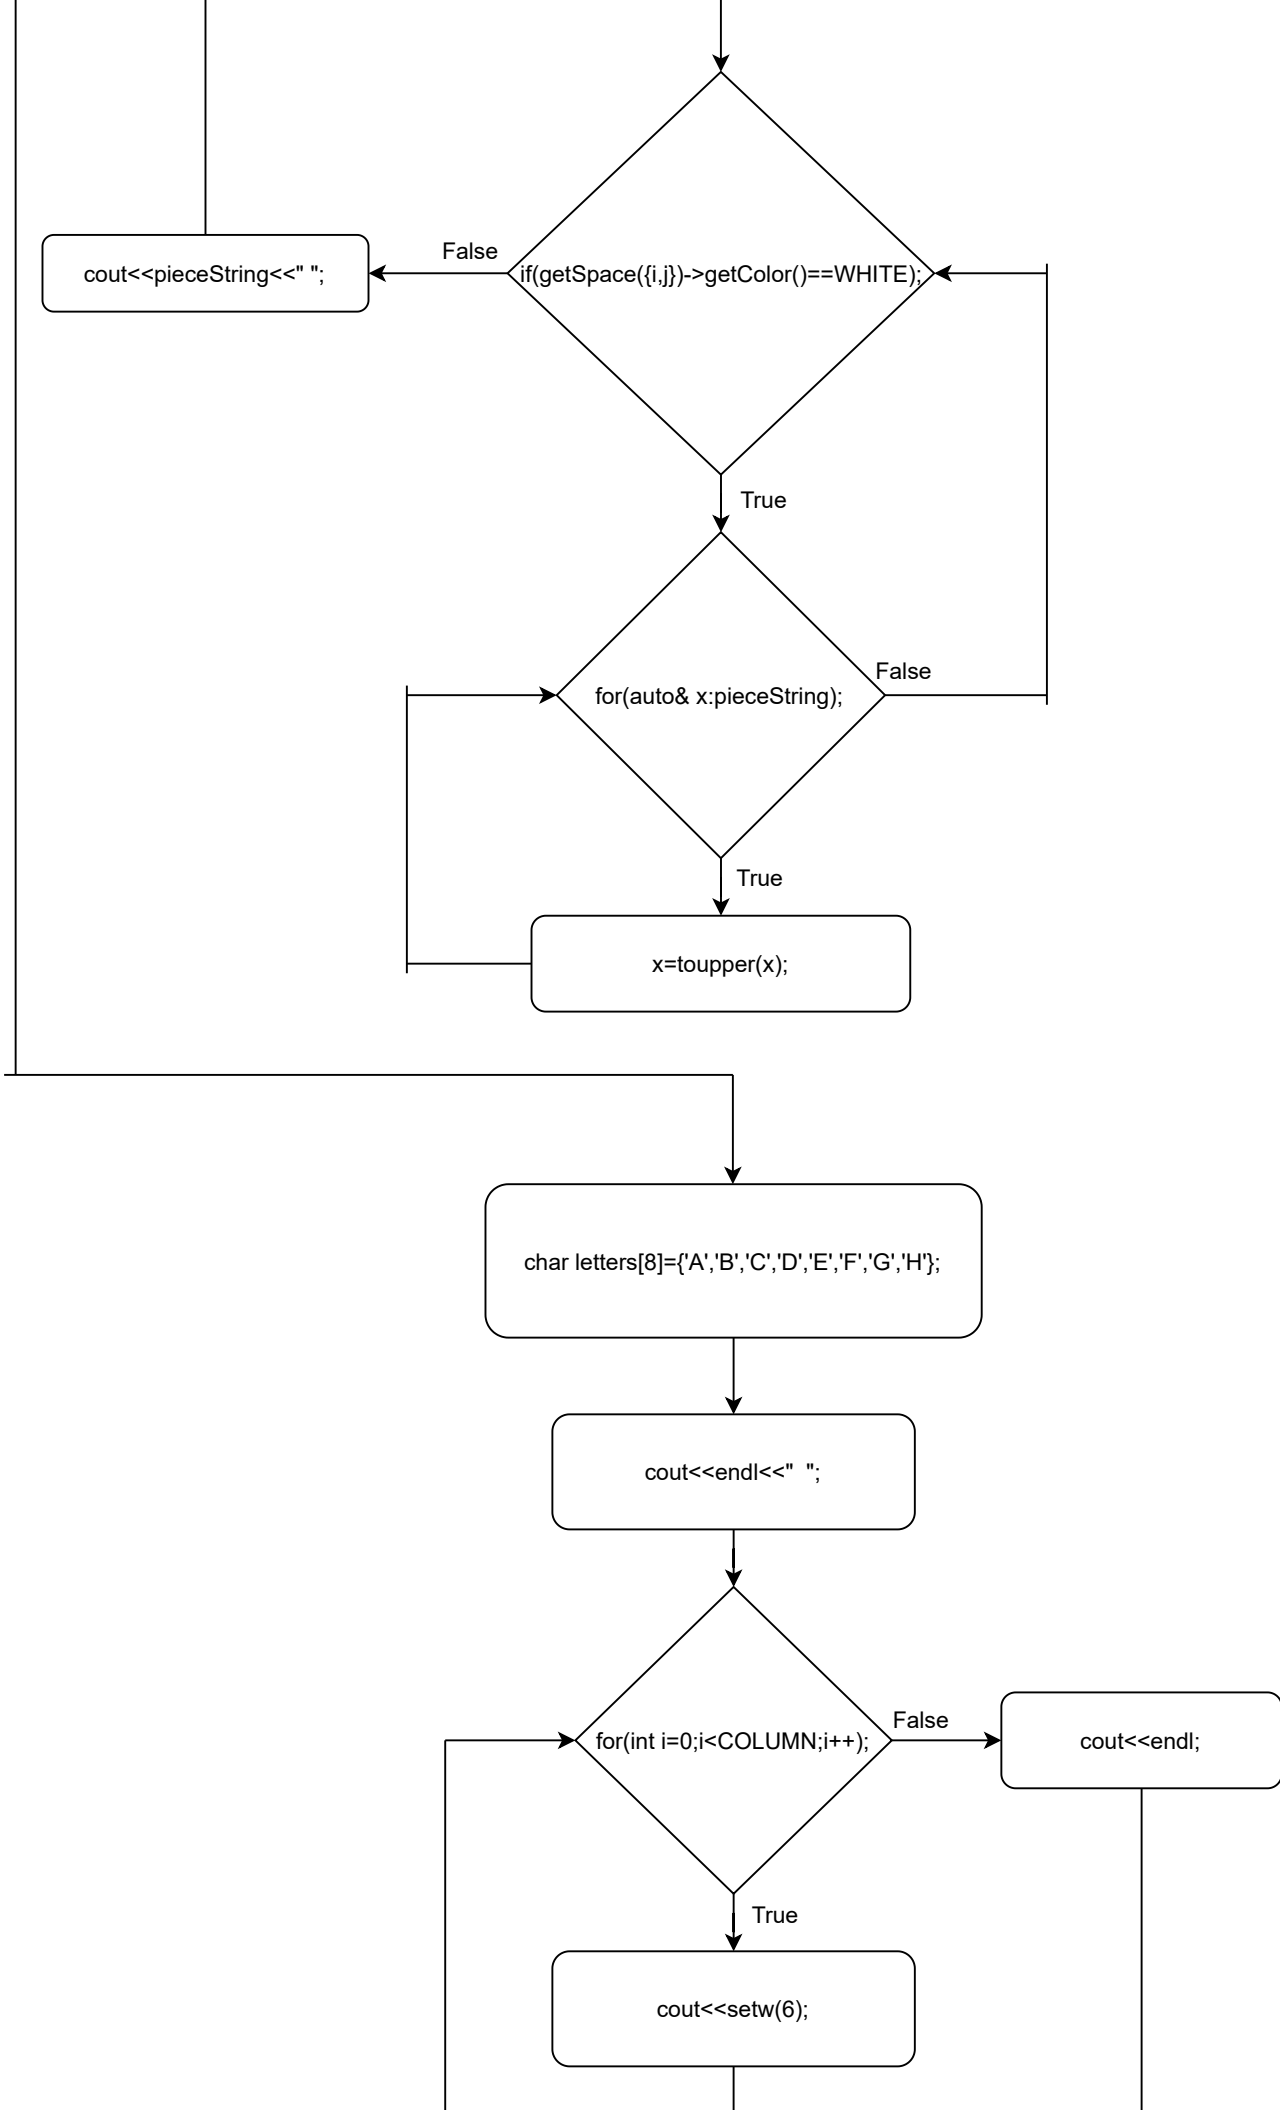 False
cout<<pieceString<<" ";
if(getSpace({i,j})->getColor()==WHITE);
True
False
for(auto& x:pieceString);
True
x=toupper(x);
char letters[8]={'A','B','C','D','E','F','G','H'};
cout<<endl<<"  ";
False
for(int i=0;i<COLUMN;i++);
cout<<endl;
True
cout<<setw(6);